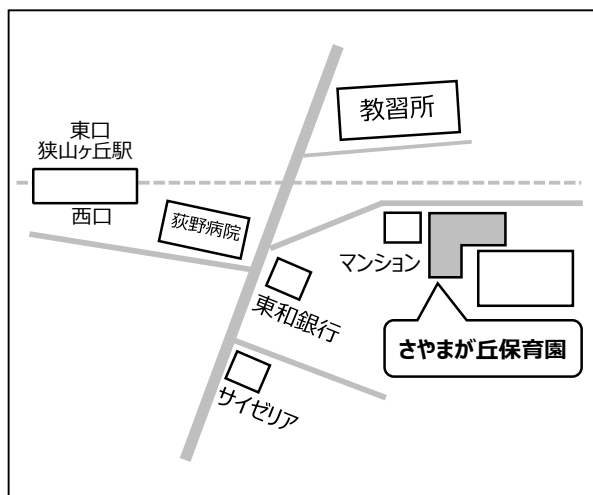 教習所
東口
狭山ヶ丘駅
西口
荻野病院
マンション
東和銀行
さやまが丘保育園
サイゼリア